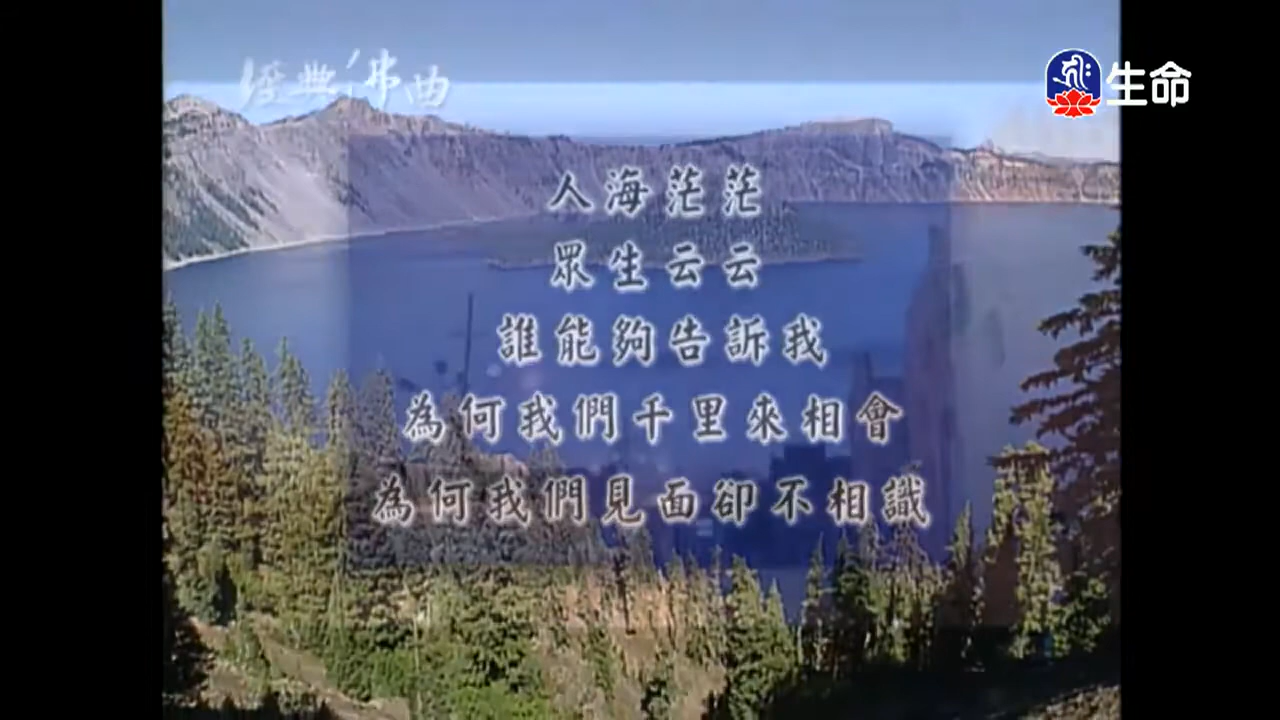 經典佛曲
生命
人海茫茫
眾生云云
誰能夠告訴我
為何我們千里來相會
為何我們見面卻不相識